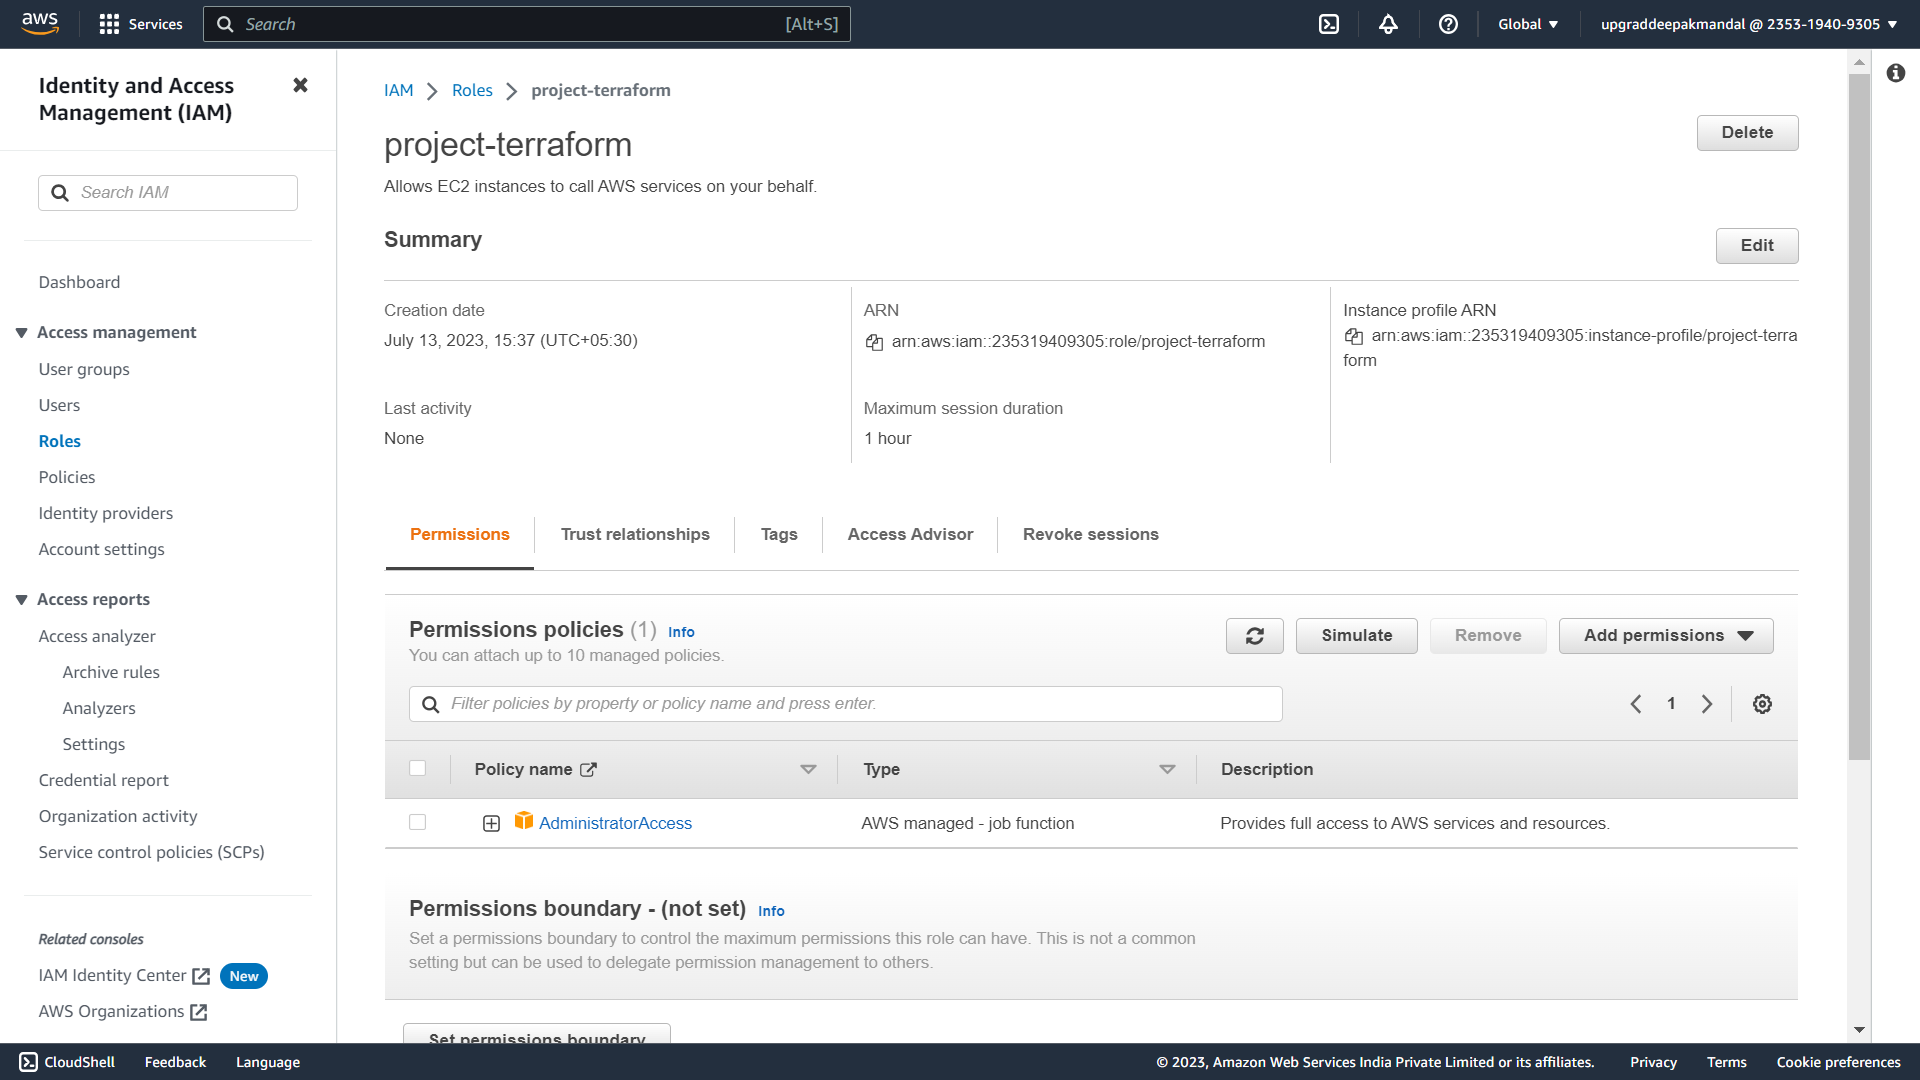 aws
Services
Search
[Alt+S]
Global
upgraddeepakmandal @ 2353-1940-9305
Identity and Access
Management (IAM)
Search IAM
Dashboard
Access management
User groups
Users
Roles
Policies
Identity providers
Account settings
Access reports
Access analyzer
Archive rules
Analyzers
Settings
Credential report
Organization activity
Service control policies (SCPs)
Related consoles
IAM Identity Center New
AWS Organizations
IAM > Roles > project-terraform
project-terraform
Delete
Allows EC2 instances to call AWS services on your behalf.
Summary
Edit
Creation date
July 13, 2023, 15:37 (UTC+05:30)
ARN
arn:aws:iam::235319409305:role/project-terraform
Instance profile ARN
arn:aws:iam::235319409305:instance-profile/project-terra
form
Last activity
None
Maximum session duration
1 hour
Permissions
Trust relationships
Tags
Access Advisor
Revoke sessions
Permissions policies (1) Info
You can attach up to 10 managed policies.
Simulate
Remove
Add permissions
Filter policies by property or policy name and press enter.
1
Policy name
Type
Description
AdministratorAccess
AWS managed - job function
Provides full access to AWS services and resources.
Permissions boundary - (not set) Info
Set a permissions boundary to control the maximum permissions this role can have. This is not a common
setting but can be used to delegate permission management to others.
Set permissions boundary
CloudShell
Feedback
Language
© 2023, Amazon Web Services India Private Limited or its affiliates.
Privacy
Terms
Cookie preferences